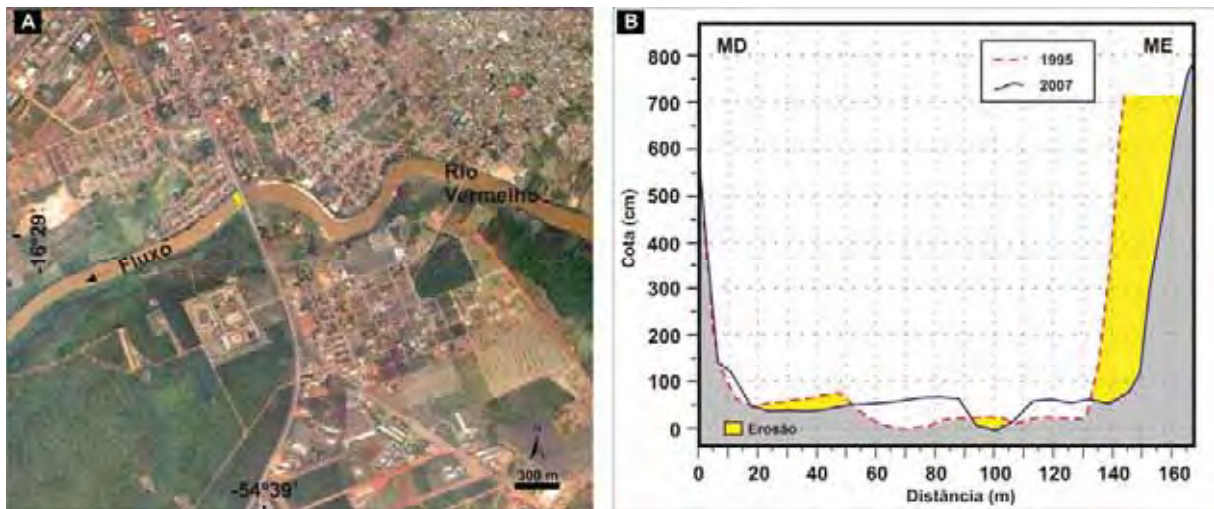 A
Rio
Vermelho
Fluxo
-16°29'
-54°39'
N
300 m
B
MD
ME
1995
2007
Cota (cm)
800
700
600
500
400
300
200
100
0
Erosão
0
20
40
60
80
100
120
140
160
Distância (m)